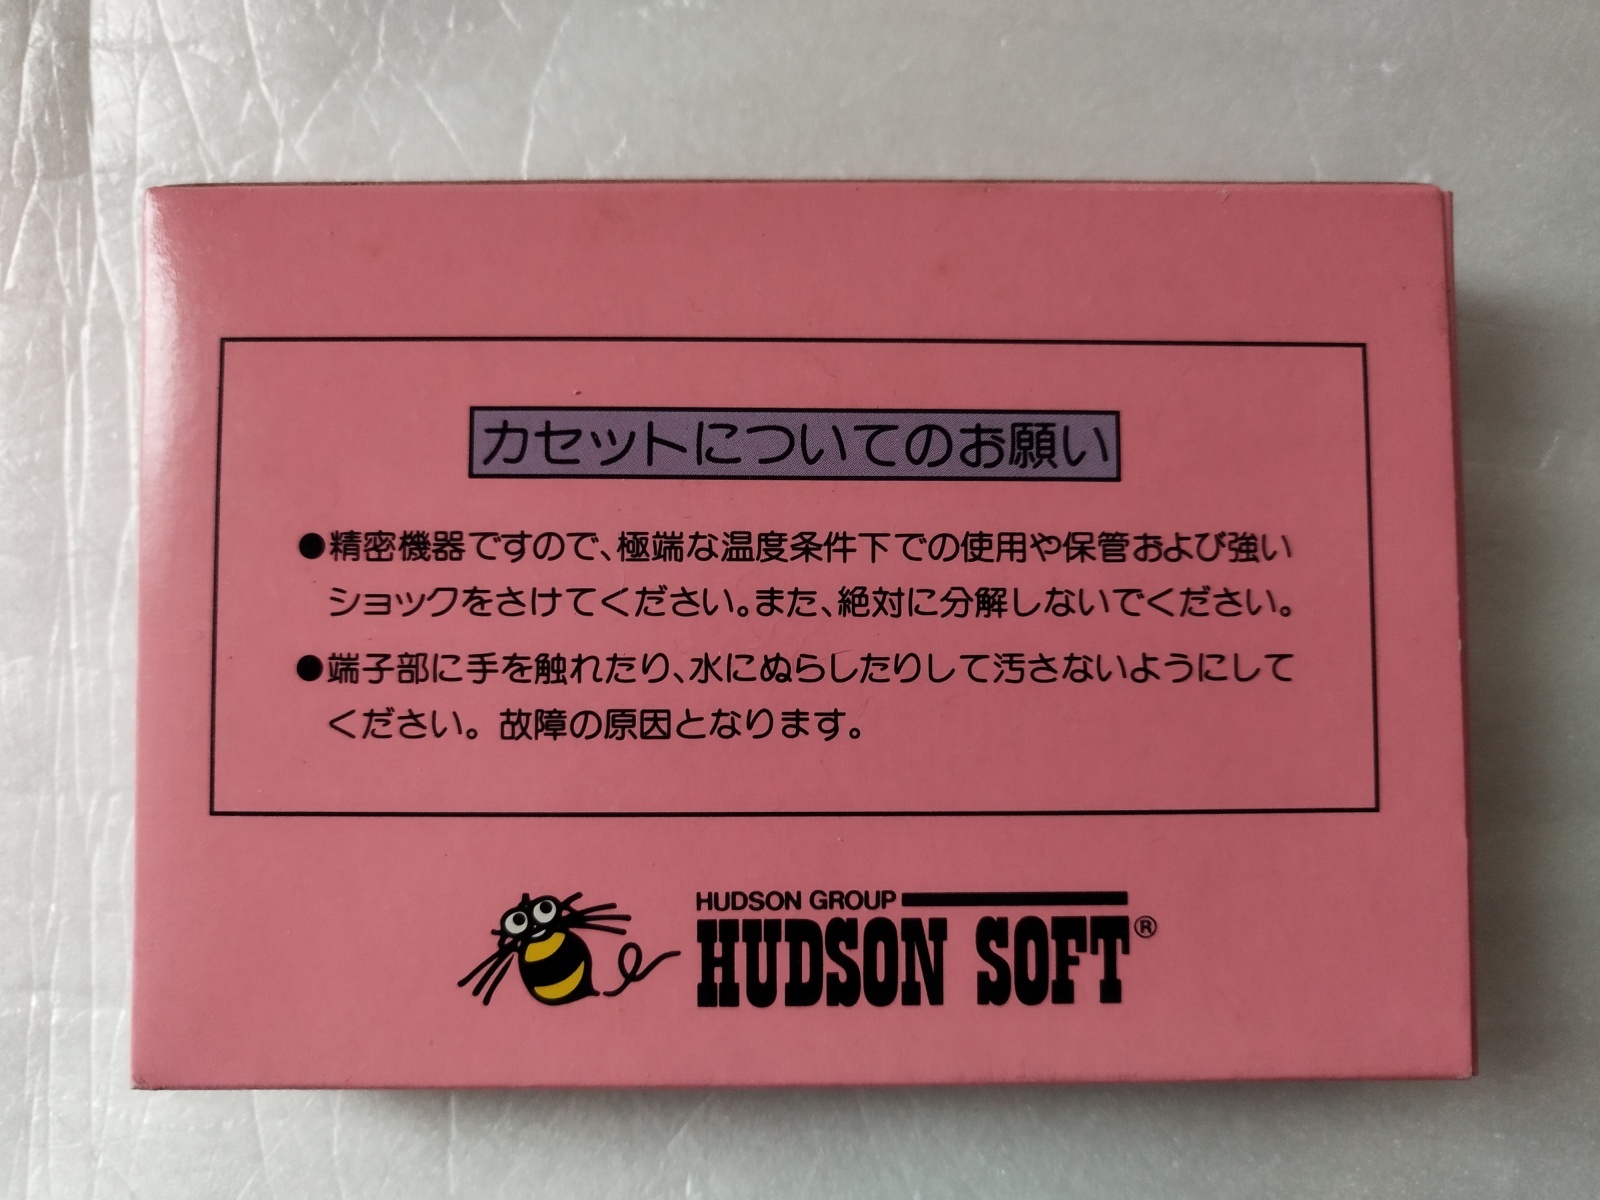 カセットについてのお願い
●精密機器ですので、極端な温度条件下での使用や保管および強い
ショックをさけてください。また、絶対に分解しないでください。
●端子部に手を触れたり、水にぬらしたりして汚さないようにして
ください。故障の原因となります。
HUDSON GROUP
HUDSON SOFT®